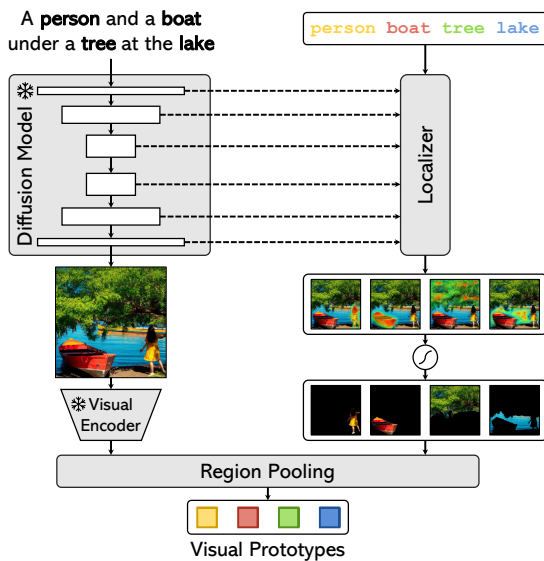 A person and a boat
under a tree at the lake
person boat tree lake
Diffusion Model
Localizer
Visual
Encoder
Region Pooling
Visual Prototypes